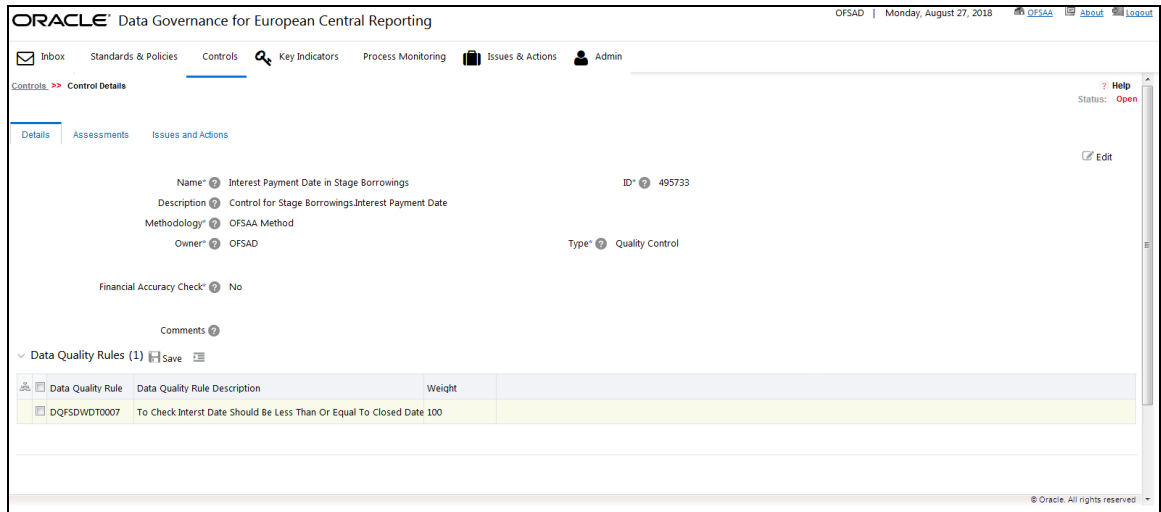 ORACLE® Data Governance for European Central Reporting
OFSAD | Monday, August 27, 2018 OFSAA About Logout
Inbox Standards & Policies Controls Key Indicators Process Monitoring Issues & Actions Admin
Controls >> Control Details
? Help
Status: Open
Details Assessments Issues and Actions
Edit
Name* ? Interest Payment Date in Stage Borrowings ID* ? 495733
Description ? Control for Stage Borrowings.Interest Payment Date
Methodology* ? OFSAA Method
Owner* ? OFSAD Type* ? Quality Control
Financial Accuracy Check* ? No
Comments ?
Data Quality Rules (1) Save
Data Quality Rule Data Quality Rule Description Weight
DQFSDWDT0007 To Check Interst Date Should Be Less Than Or Equal To Closed Date 100
© Oracle. All rights reserved